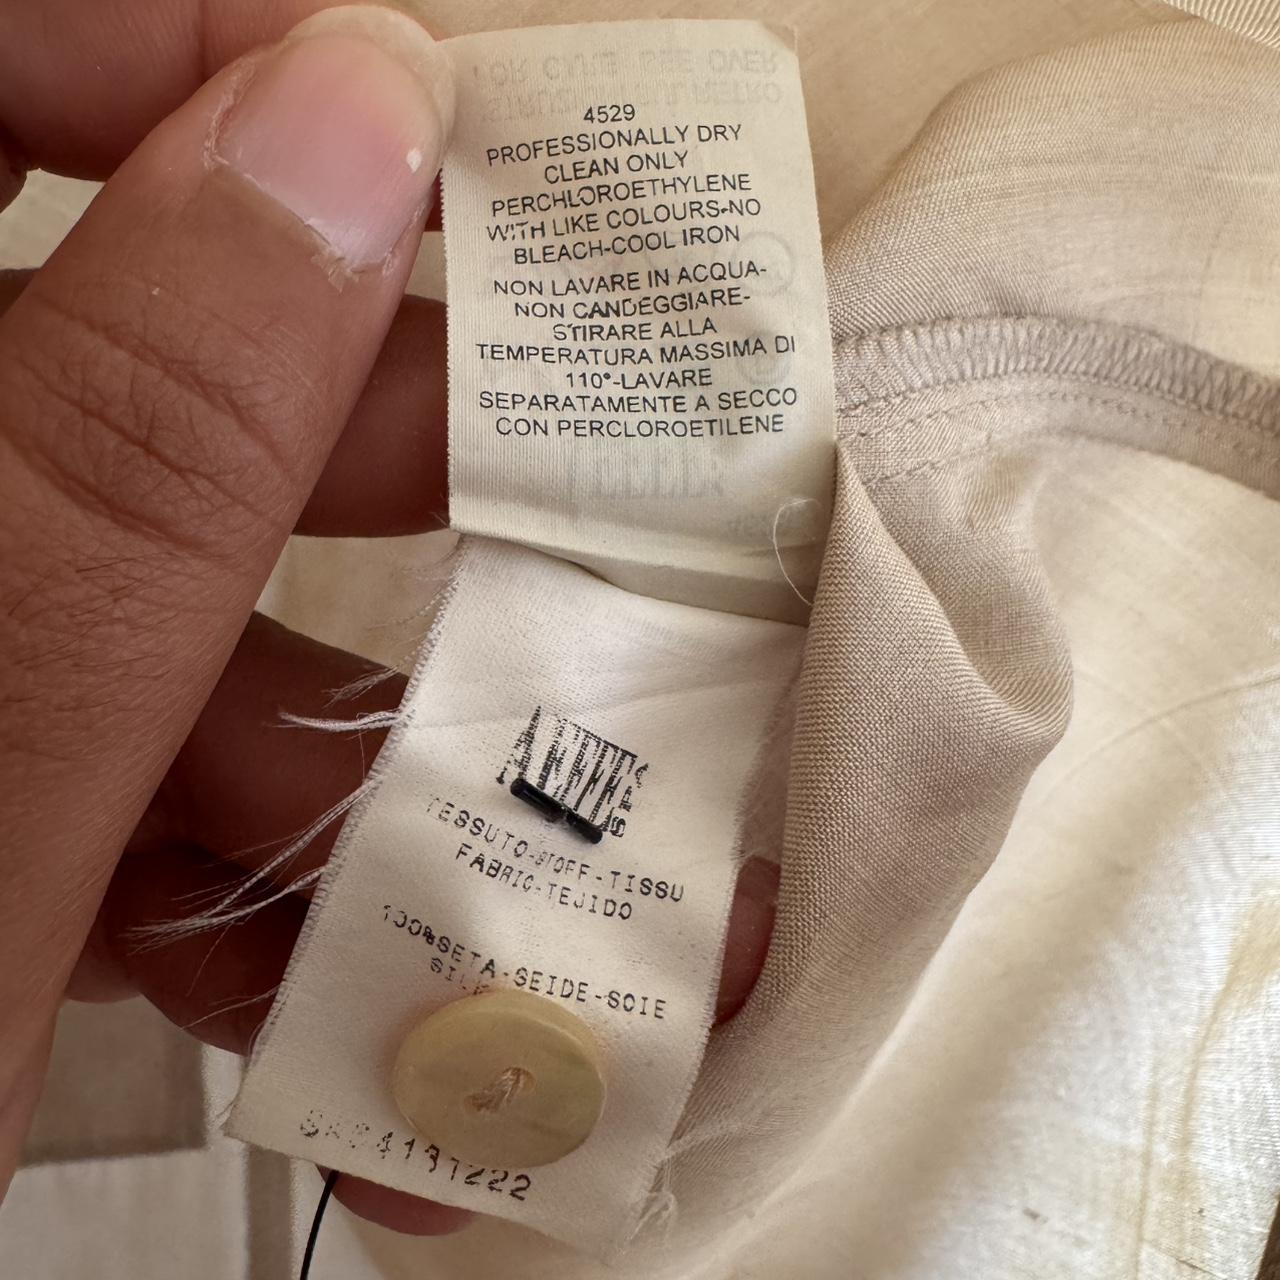 4529
PROFESSIONALLY DRY
CLEAN ONLY
PERCHLOROETHYLENE
WITH LIKE COLOURS-NO
BLEACH-COOL IRON
NON LAVARE IN ACQUA-
NON CANDEGGIARE-
STIRARE ALLA
TEMPERATURA MASSIMA DI
110°-LAVARE
SEPARATAMENTE A SECCO
CON PERCLOROETILENE
TESSUTO-STOFF-TISSU
FABRIC-TEJIDO
100%SETA-SEIDE-SOIE
SILK